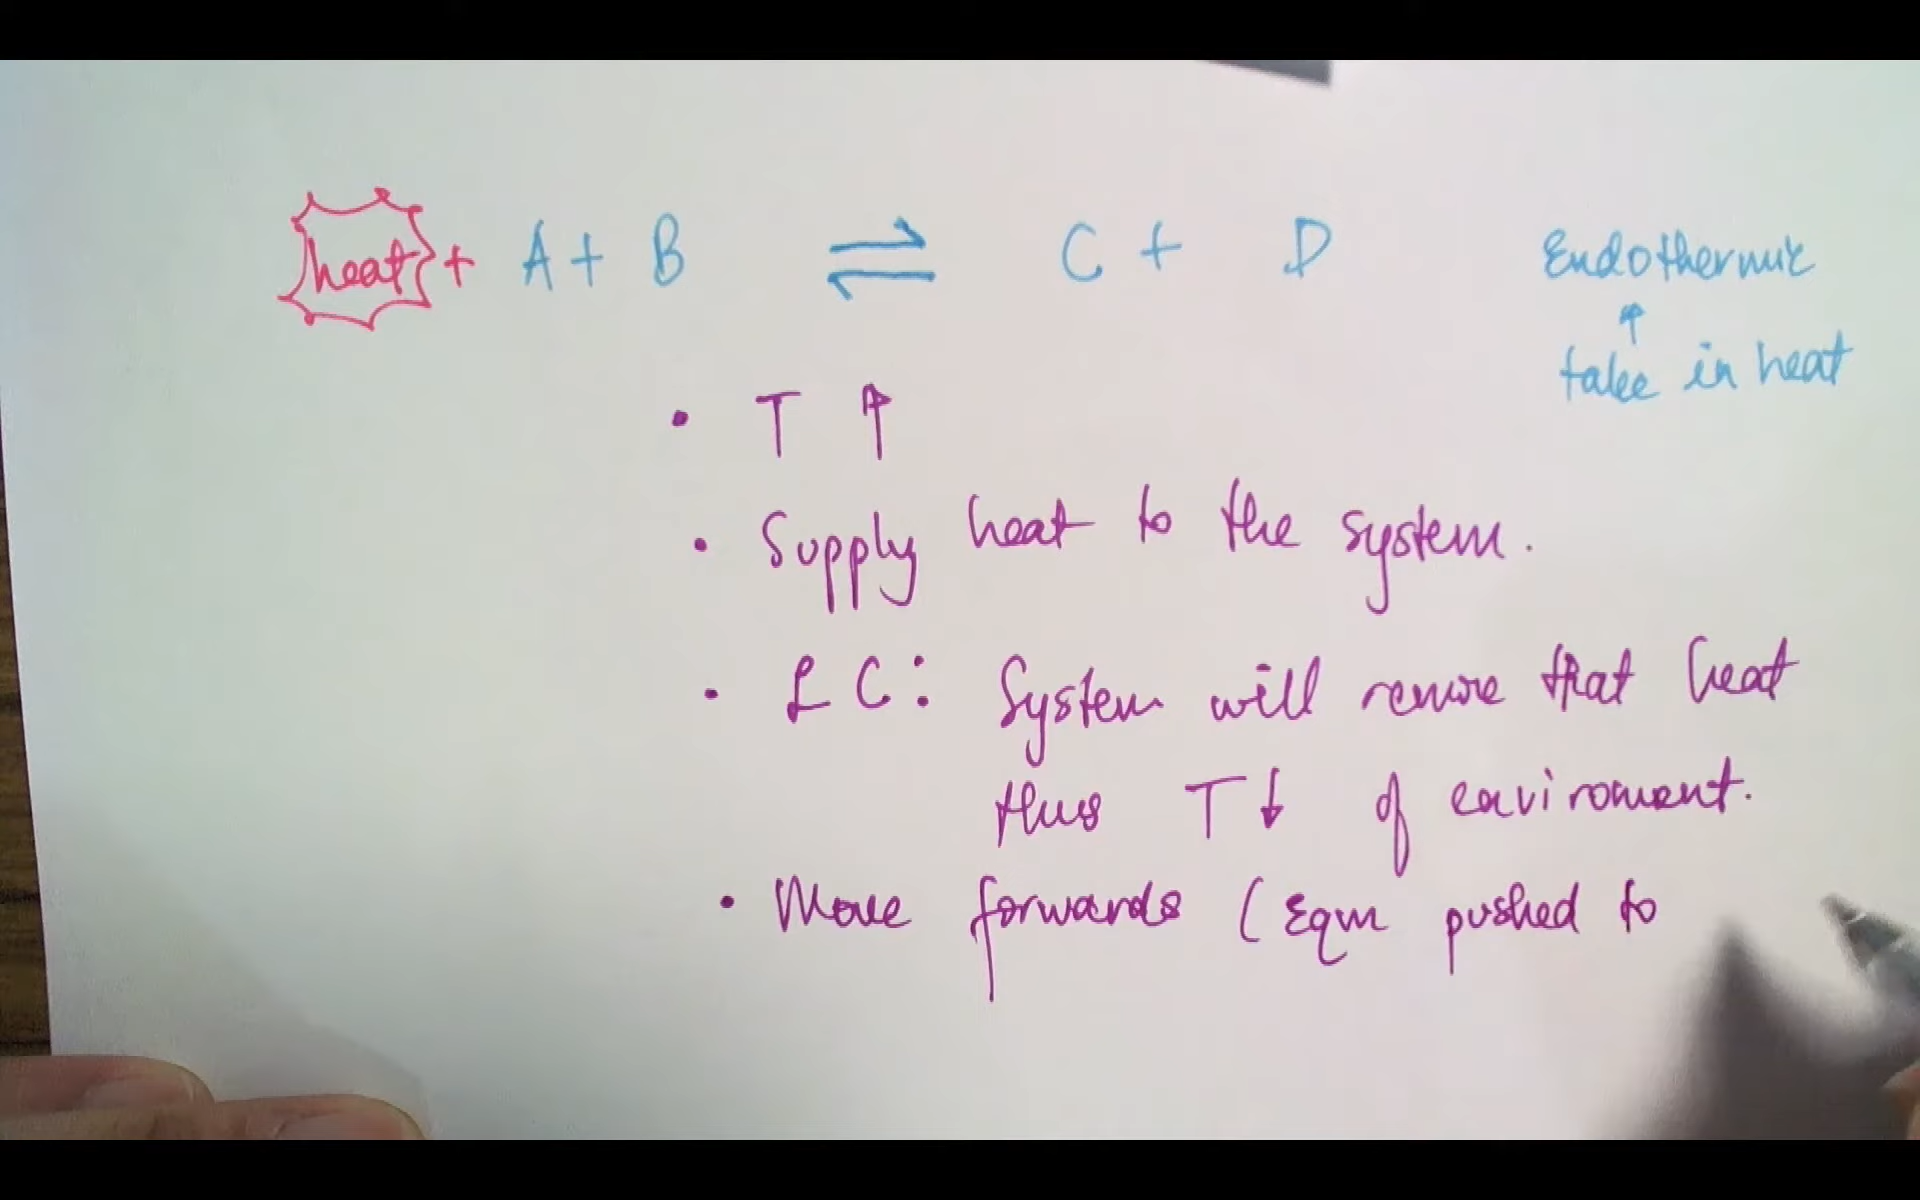 heat + A + B ⇌ C + D Endothermic
↑
take in heat
• T ↑
• Supply heat to the system.
• LC: System will remove that heat
thus T↓ of enviroment.
• Move forwards (Eqm pushed to